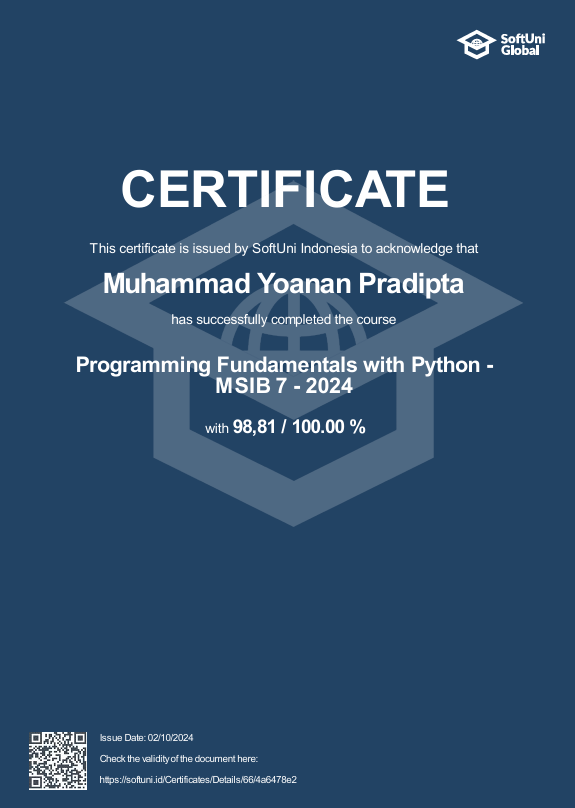 SoftUni
Global
CERTIFICATE
This certificate is issued by SoftUni Indonesia to acknowledge that
Muhammad Yoanan Pradipta
has successfully completed the course
Programming Fundamentals with Python -
MSIB 7 - 2024
with 98,81 / 100.00 %
Issue Date: 02/10/2024
Check the validity of the document here:
https://softuni.id/Certificates/Details/66/4a6478e2